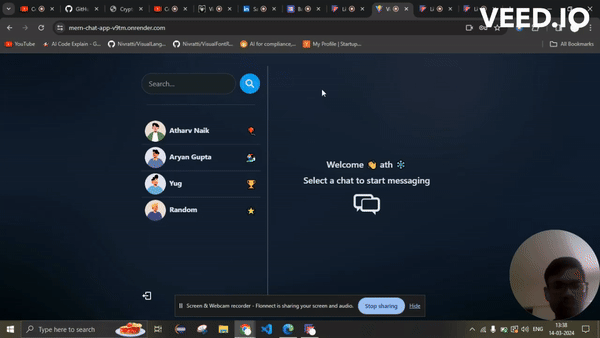 VEED.IO
mern-chat-app-v9tm.onrender.com
YouTube
AI Code Explain - G...
Nivratti/VisualLang...
Nivratti/VisualFontR...
AI for compliance,...
My Profile | Startup...
All Bookmarks
Search...
Atharv Naik
Aryan Gupta
Yug
Random
Welcome 👋 ath ❄
Select a chat to start messaging
Screen & Webcam recorder - Flonnect is sharing your screen and audio.
Stop sharing
Hide
Type here to search
ENG
13:38
14-03-2024